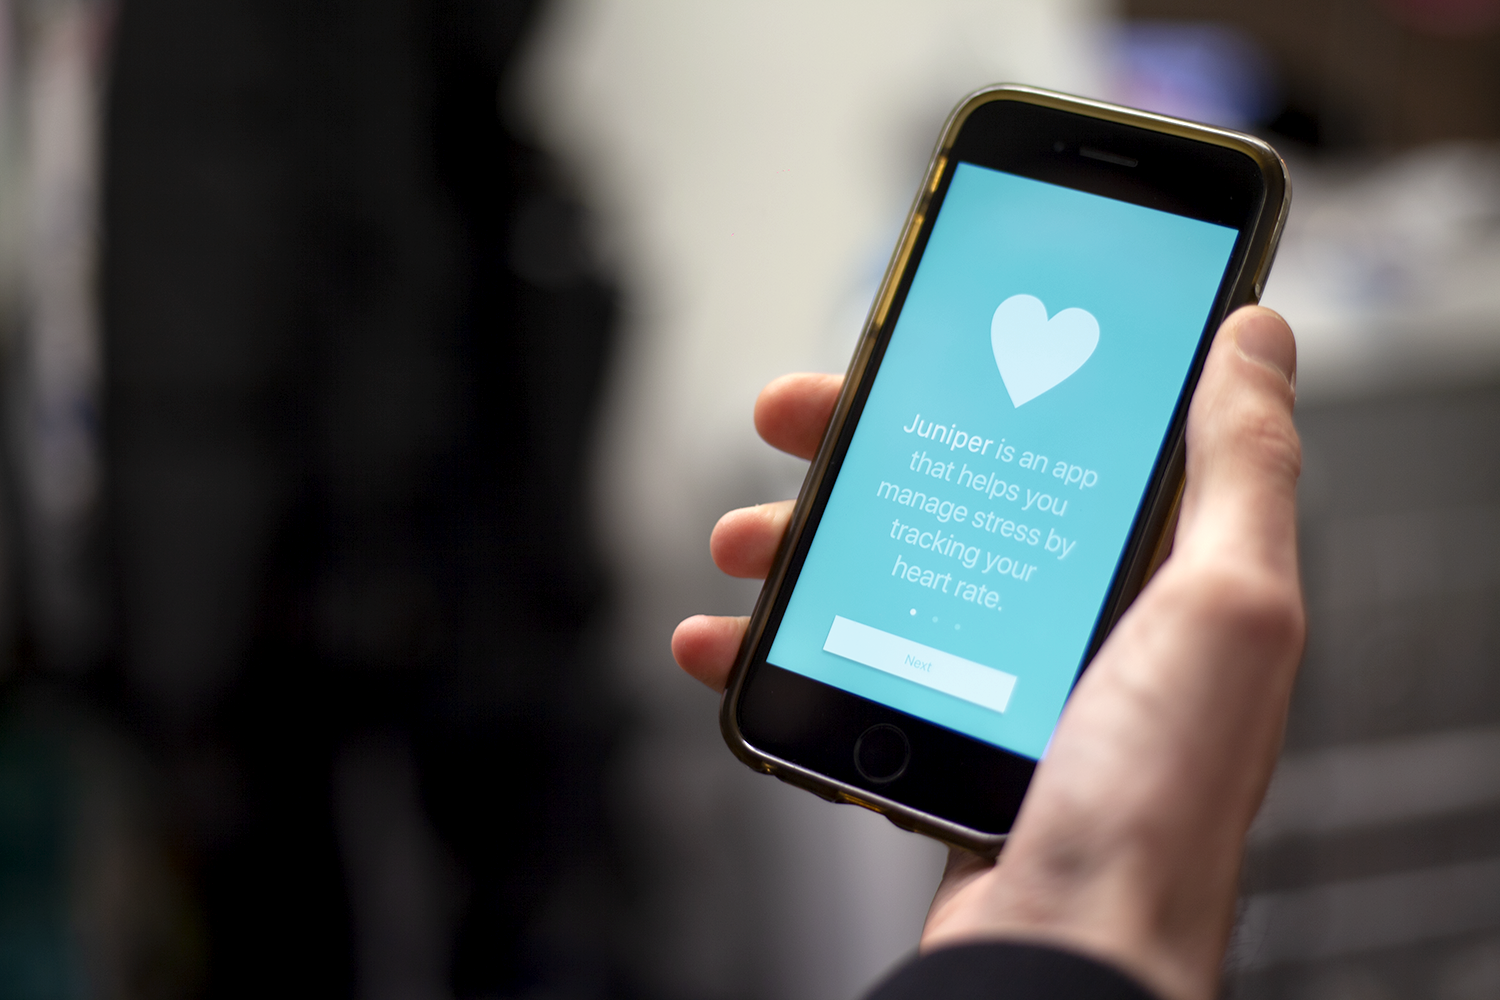 Juniper is an app
that helps you
manage stress by
tracking your
heart rate.
Next